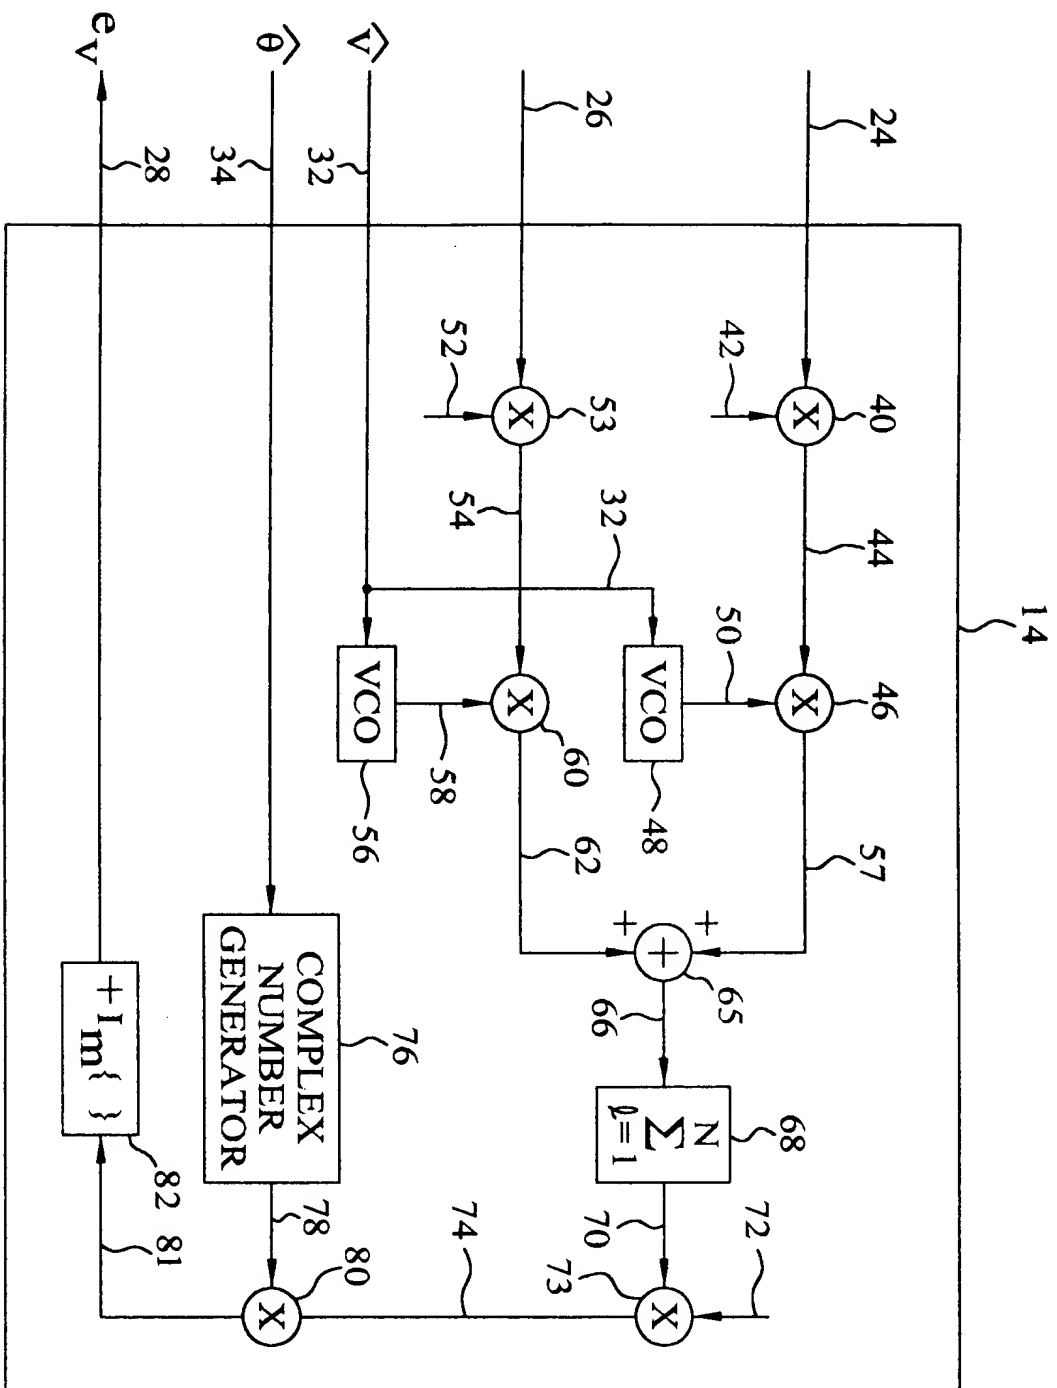 14
24
40
44
46
57
X
X
68
42
50
72
+
65
N
VCO
48
+
Σ
X
+
ℓ=1
26
53
32
60
62
66
70
73
X
X
52
54
58
74
v̂
32
VCO
56
76
θ̂
34
COMPLEX
NUMBER
GENERATOR
78
80
X
e_v
28
+Im{ }
82
81